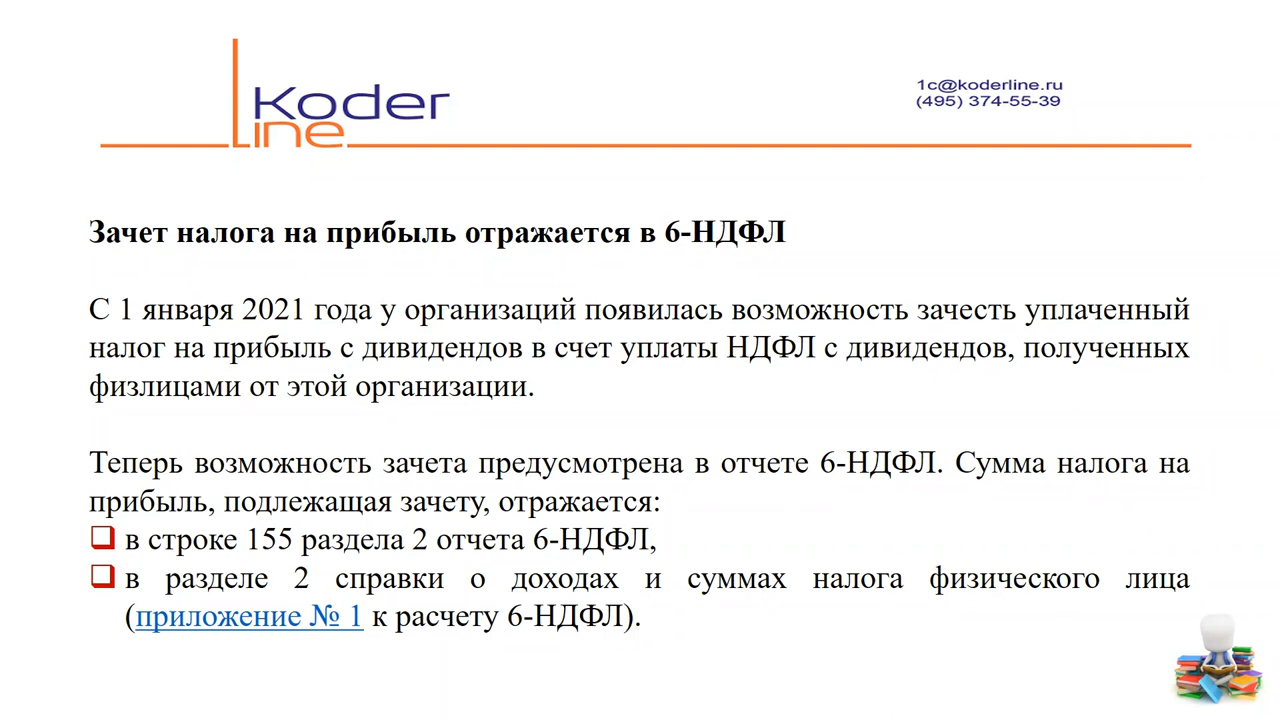 Koder
Line
1c@koderline.ru
(495) 374-55-39
Зачет налога на прибыль отражается в 6-НДФЛ
С 1 января 2021 года у организаций появилась возможность зачесть уплаченный
налог на прибыль с дивидендов в счет уплаты НДФЛ с дивидендов, полученных
физлицами от этой организации.
Теперь возможность зачета предусмотрена в отчете 6-НДФЛ. Сумма налога на
прибыль, подлежащая зачету, отражается:
в строке 155 раздела 2 отчета 6-НДФЛ,
в разделе 2 справки о доходах и суммах налога физического лица
(приложение № 1 к расчету 6-НДФЛ).